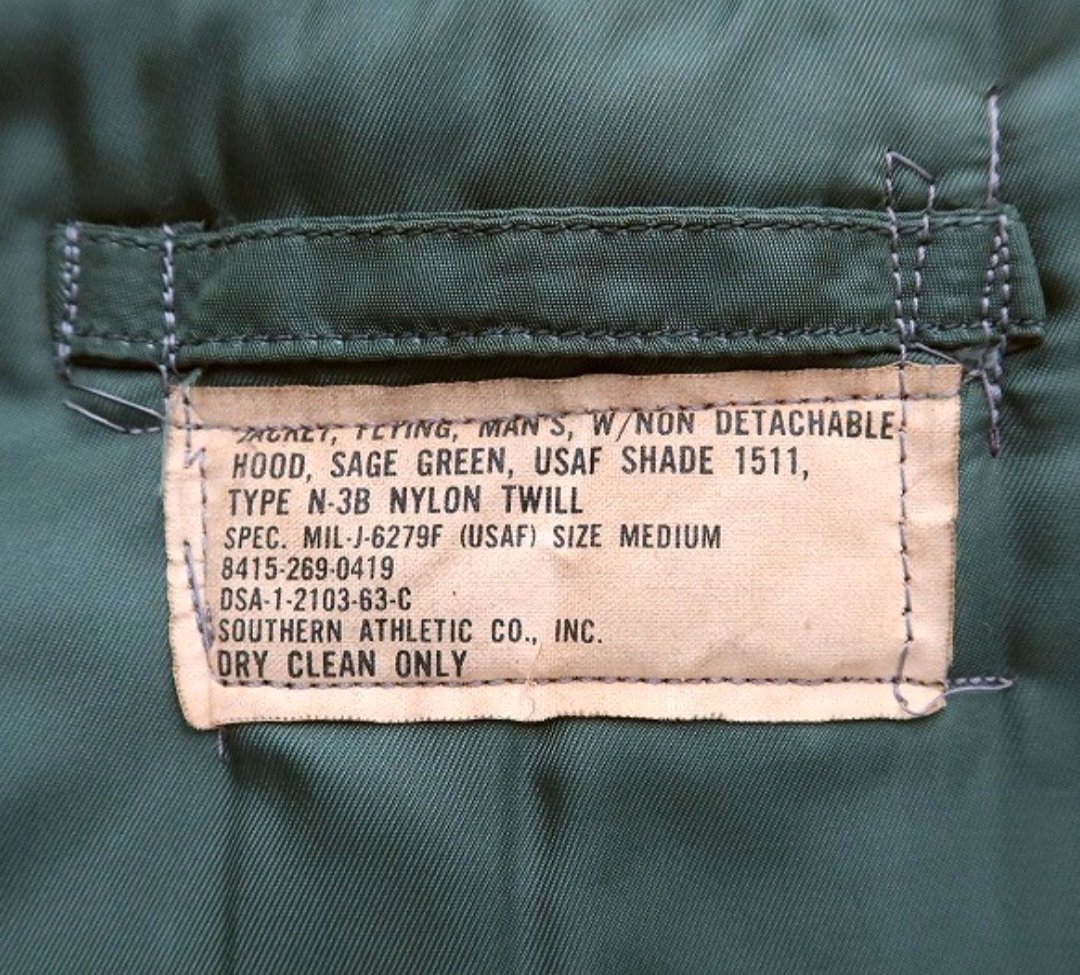 JACKET, FLYING, MAN'S, W/NON DETACHABLE
HOOD, SAGE GREEN, USAF SHADE 1511,
TYPE N-3B NYLON TWILL
SPEC. MIL-J-6279F (USAF) SIZE MEDIUM
8415-269-0419
DSA-1-2103-63-C
SOUTHERN ATHLETIC CO., INC.
DRY CLEAN ONLY